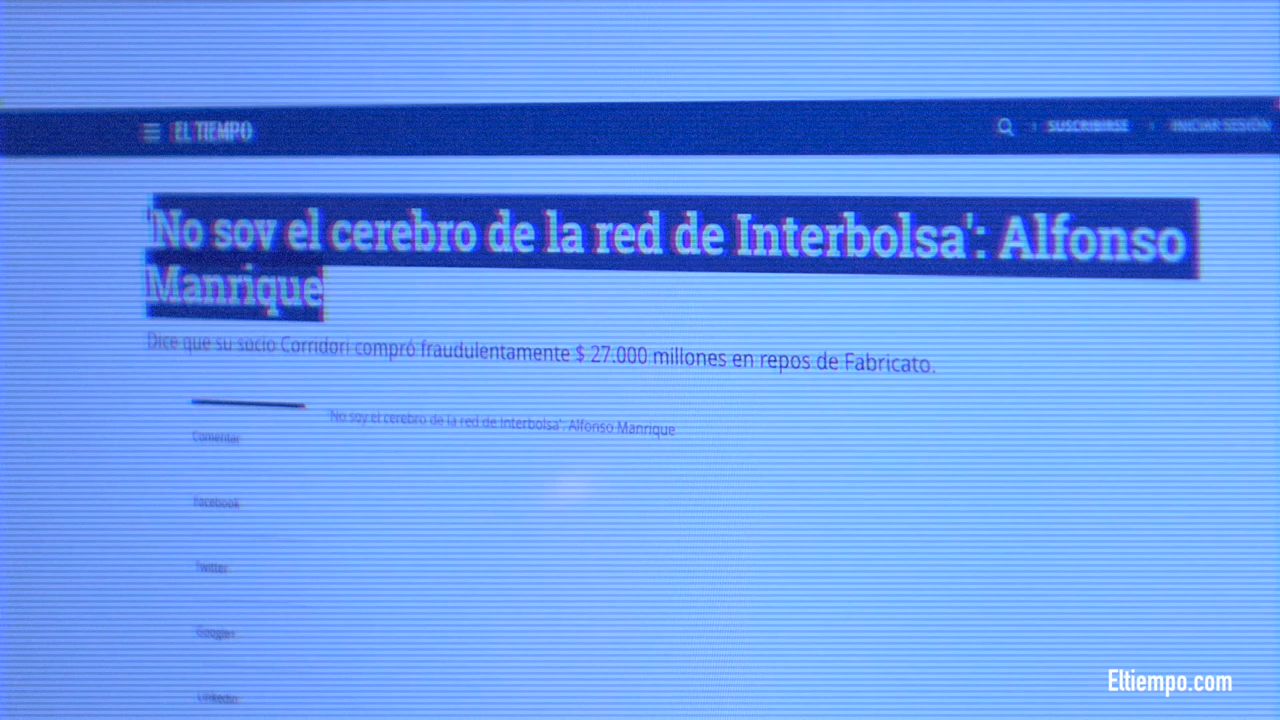 EL TIEMPO
SUSCRIBIRSE
INICIAR SESIÓN
'No soy el cerebro de la red de Interbolsa': Alfonso
Manrique
Dice que su socio Corridori compró fraudulentamente $ 27.000 millones en repos de Fabricato.
'No soy el cerebro de la red de Interbolsa': Alfonso Manrique
Comentar
Facebook
Twitter
Google+
Linkedin
Eltiempo.com